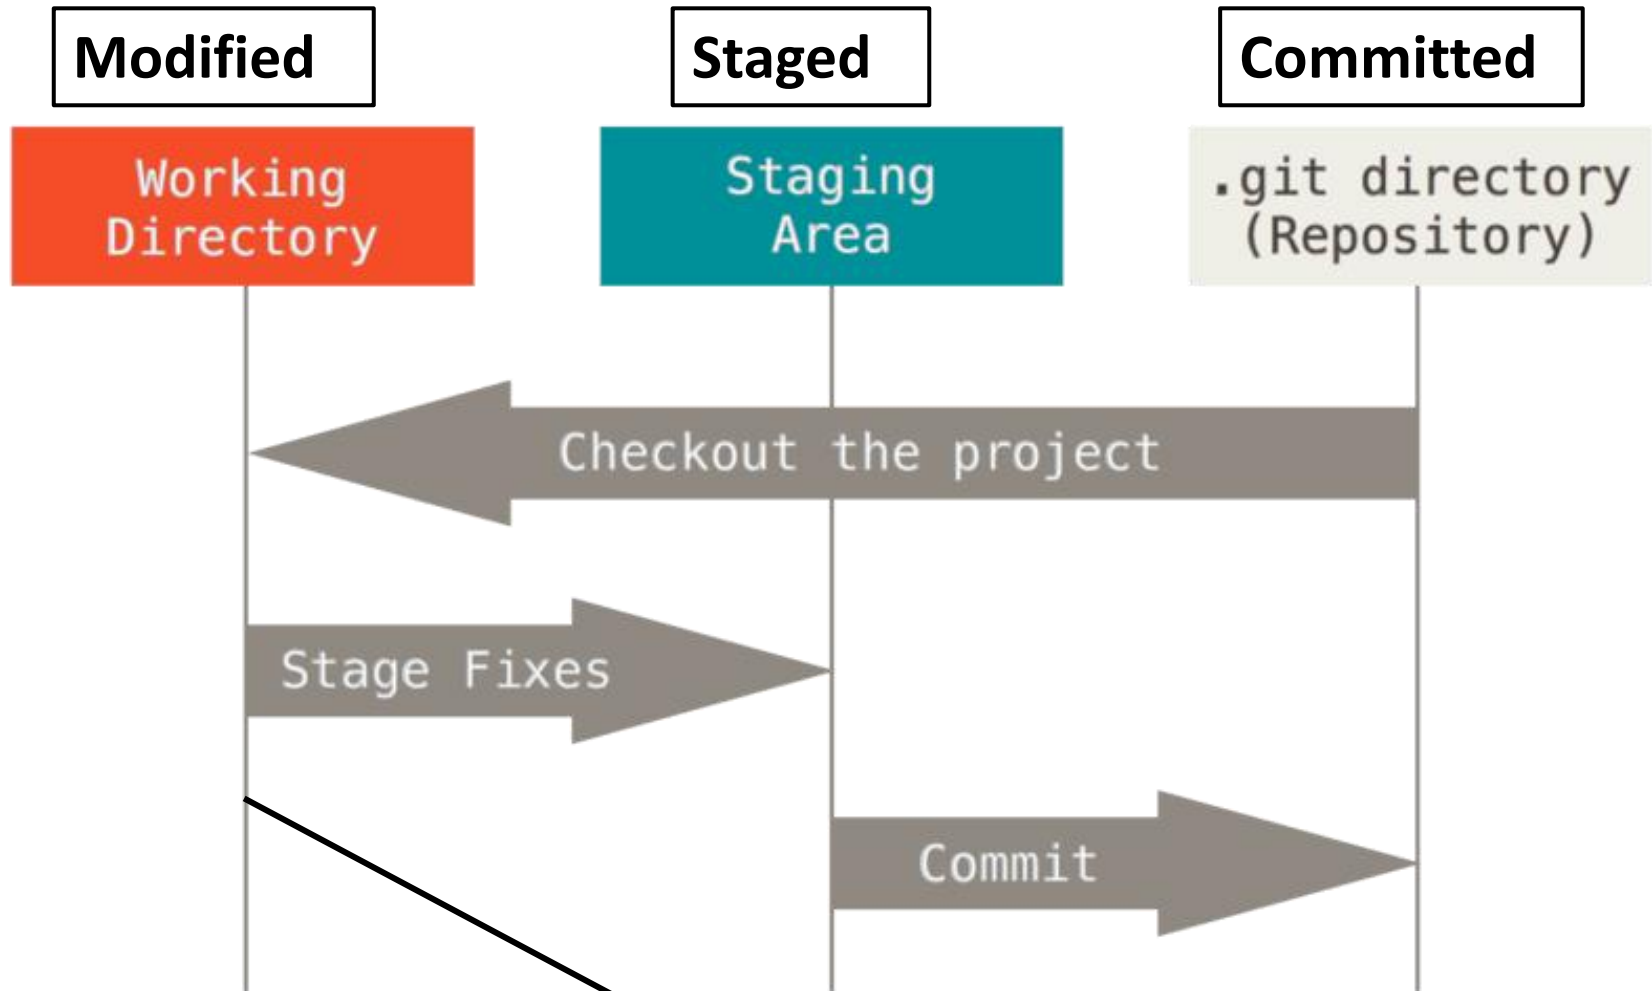 Modified
Staged
Committed
Working
Directory
Staging
Area
.git directory
(Repository)
Checkout the project
Stage Fixes
Commit